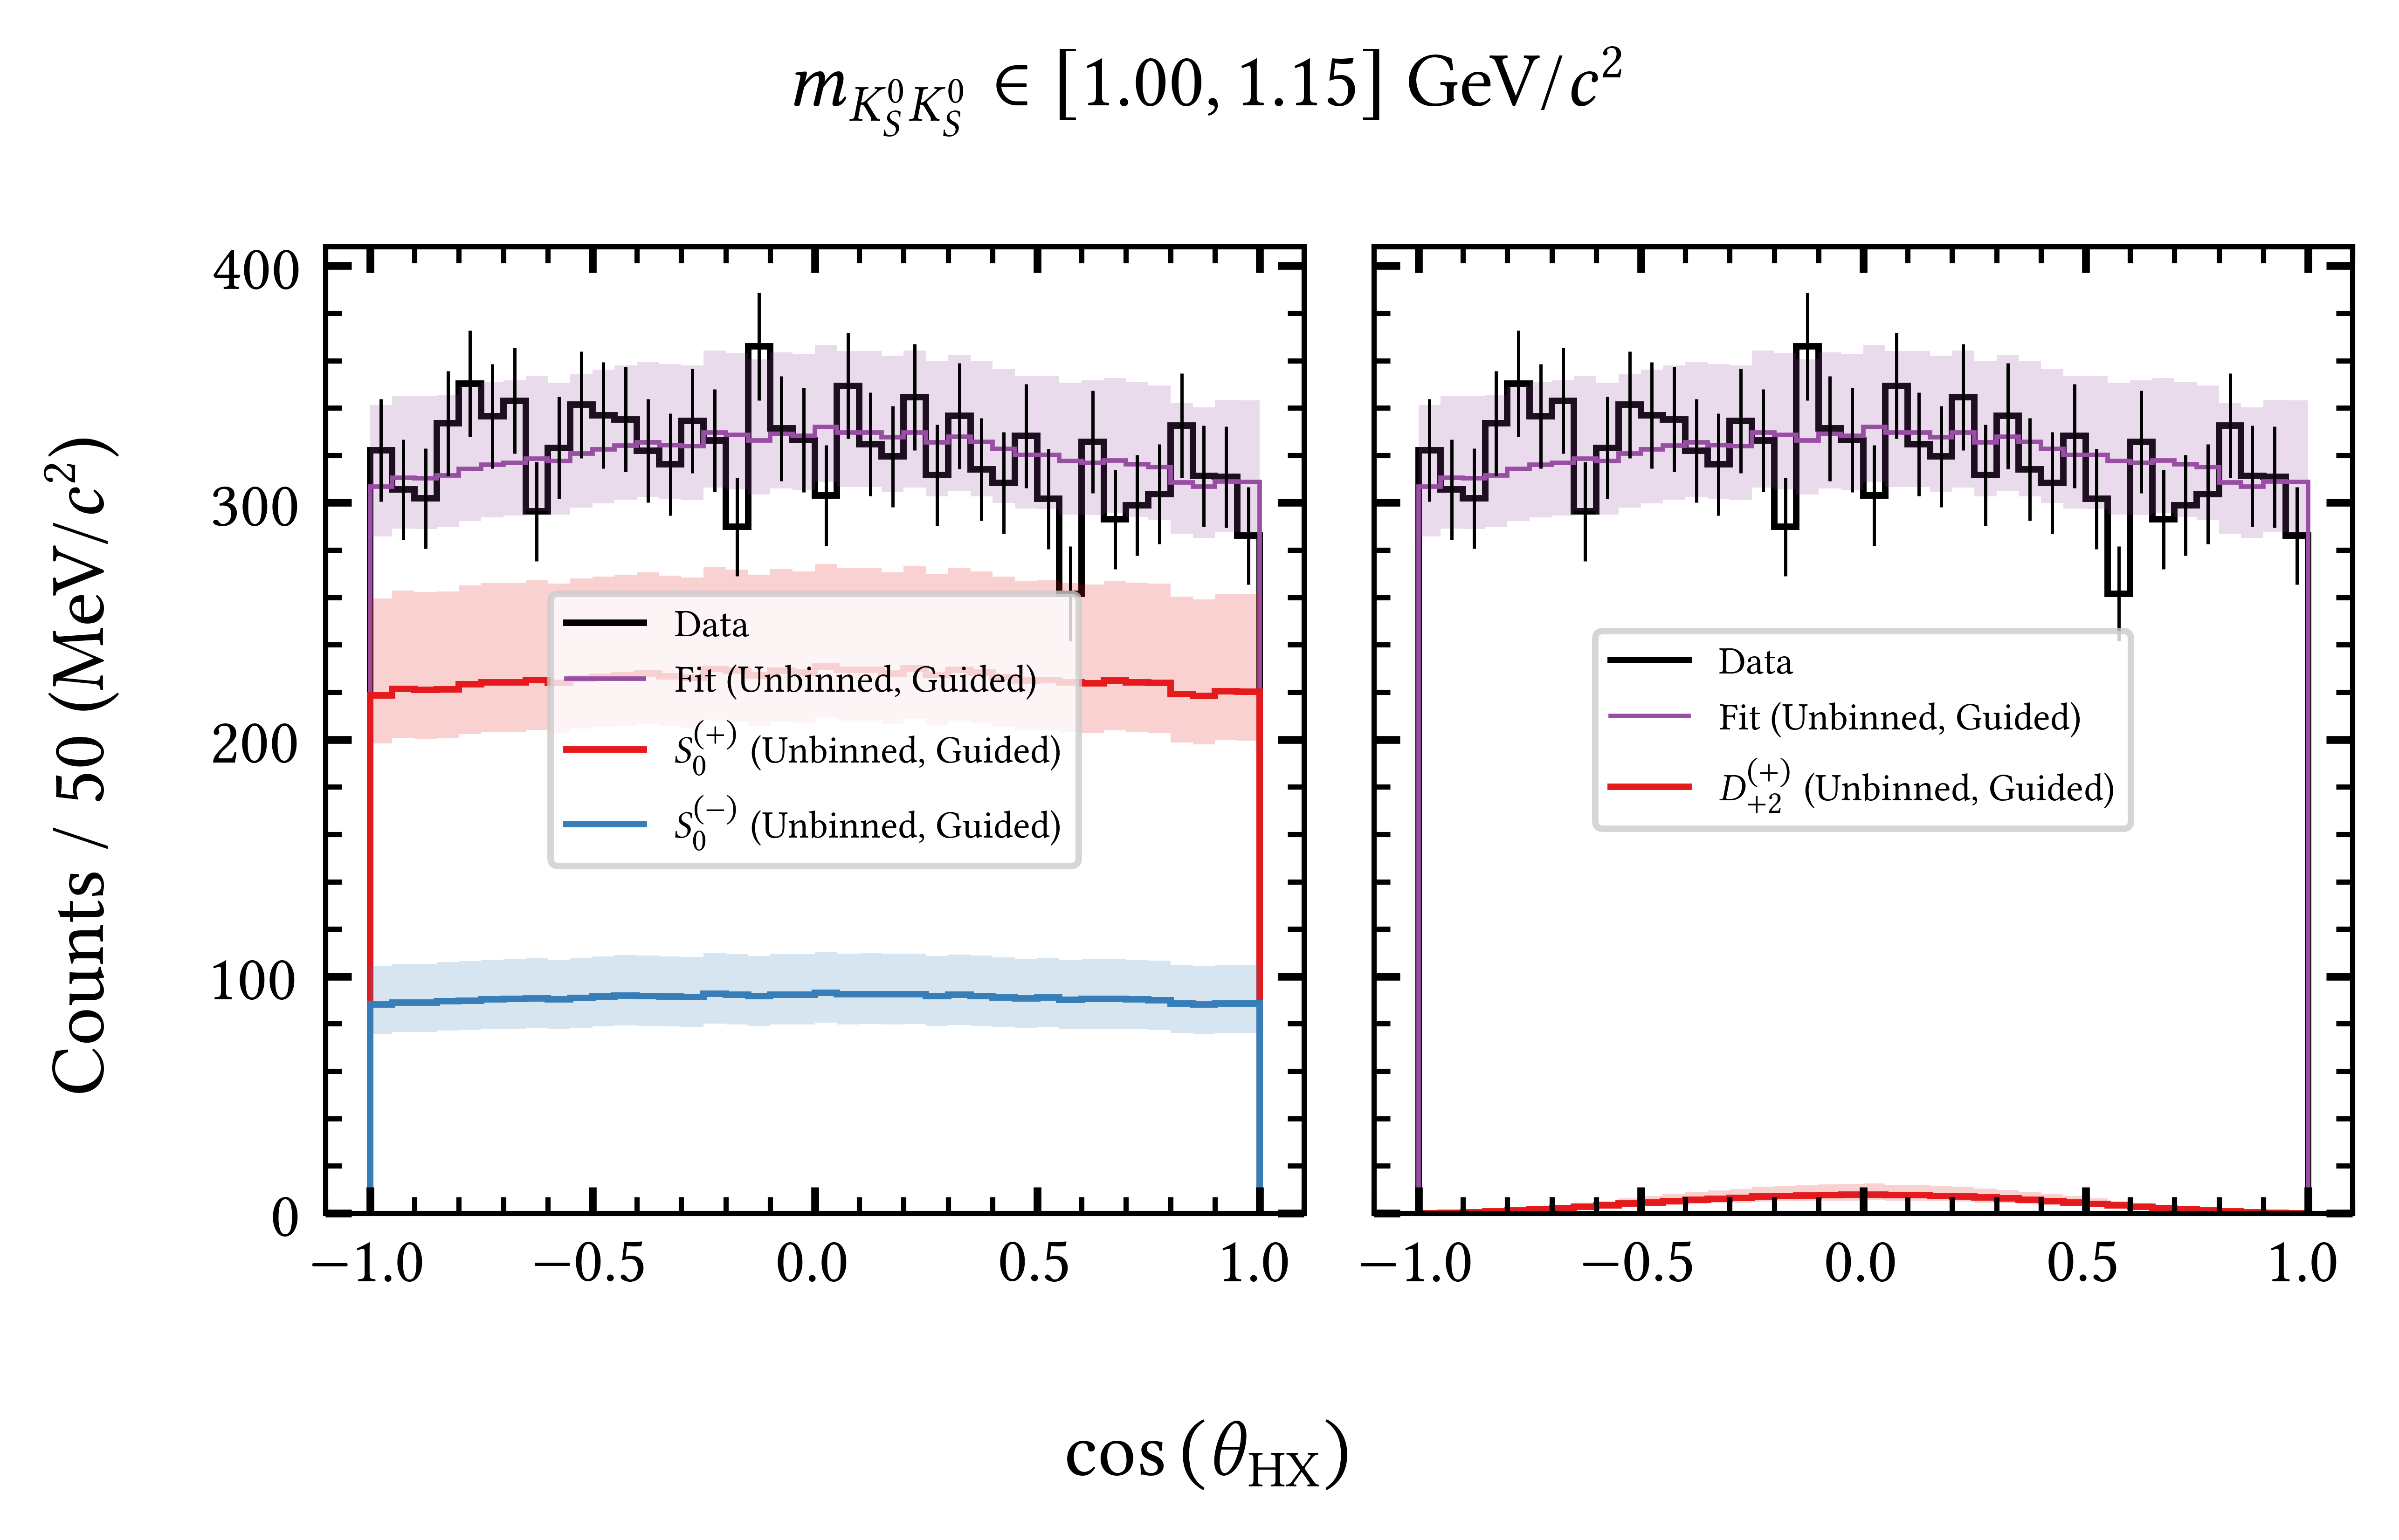 m_{K_S^0 K_S^0} ∈ [1.00, 1.15] GeV/c²
Counts / 50 (MeV/c²)
400
300
200
100
0
Data
Fit (Unbinned, Guided)
S_0^{(+)} (Unbinned, Guided)
S_0^{(−)} (Unbinned, Guided)
Data
Fit (Unbinned, Guided)
D_{+2}^{(+)} (Unbinned, Guided)
−1.0 −0.5 0.0 0.5 1.0
−1.0 −0.5 0.0 0.5 1.0
cos (θ_{HX})